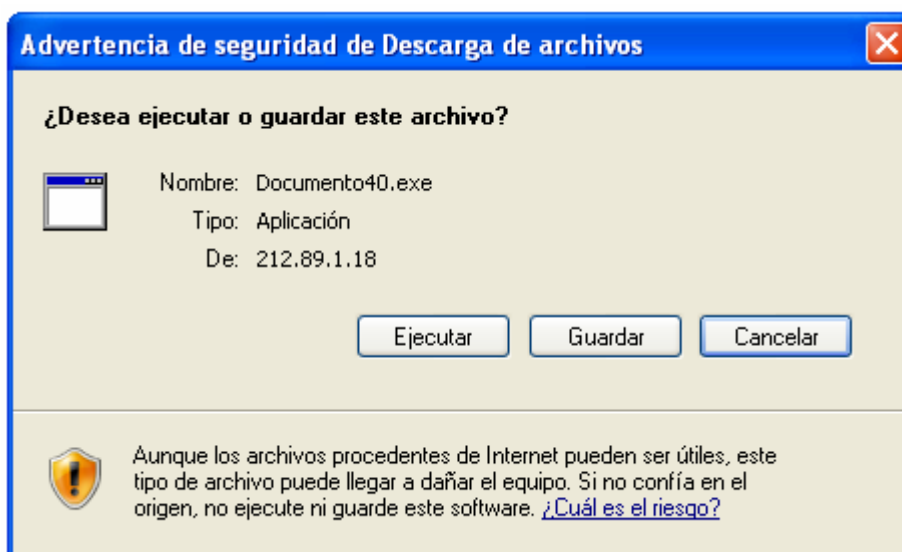 Advertencia de seguridad de Descarga de archivos
¿Desea ejecutar o guardar este archivo?
Nombre: Documento40.exe
Tipo: Aplicación
De: 212.89.1.18
Ejecutar Guardar Cancelar
Aunque los archivos procedentes de Internet pueden ser útiles, este
tipo de archivo puede llegar a dañar el equipo. Si no confía en el
origen, no ejecute ni guarde este software. ¿Cuál es el riesgo?